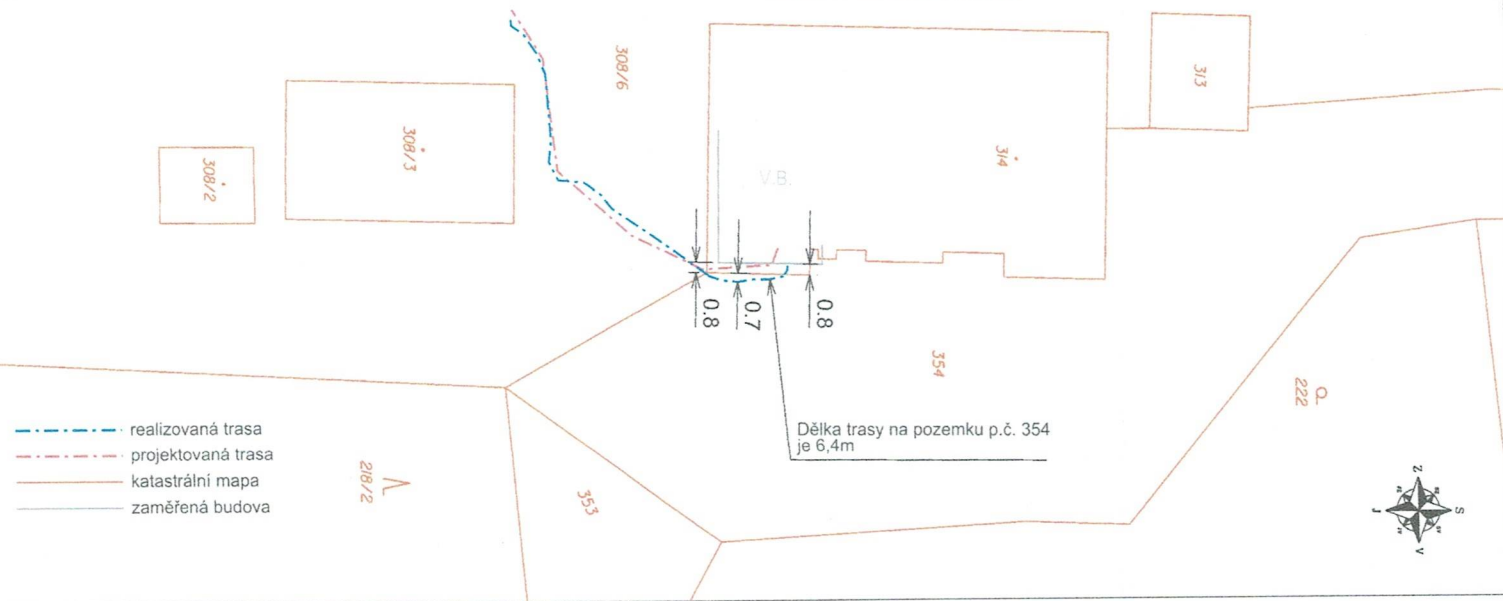 308/6
313
308/3
314
308/2
V.B.
0.8
0.7
0.8
354
222
Délka trasy na pozemku p.č. 354
je 6,4m
realizovaná trasa
projektovaná trasa
katastrální mapa
zaměřená budova
218/2
353
Z
S
J
V